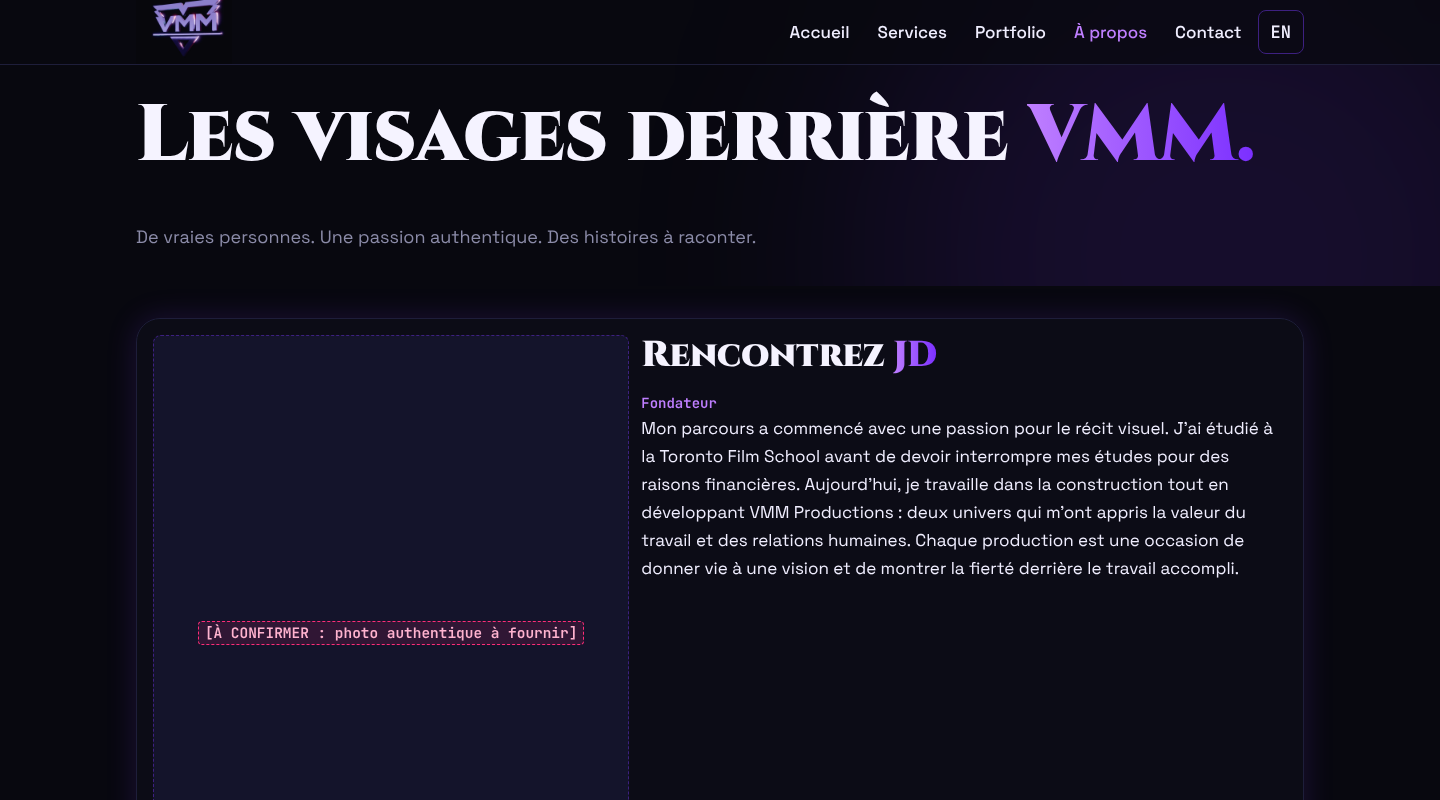 VMM
Accueil
Services
Portfolio
À propos
Contact
EN
Les visages derrière VMM.
De vraies personnes. Une passion authentique. Des histoires à raconter.
[À CONFIRMER : photo authentique à fournir]
Rencontrez JD
Fondateur
Mon parcours a commencé avec une passion pour le récit visuel. J’ai étudié à
la Toronto Film School avant de devoir interrompre mes études pour des
raisons financières. Aujourd’hui, je travaille dans la construction tout en
développant VMM Productions : deux univers qui m’ont appris la valeur du
travail et des relations humaines. Chaque production est une occasion de
donner vie à une vision et de montrer la fierté derrière le travail accompli.